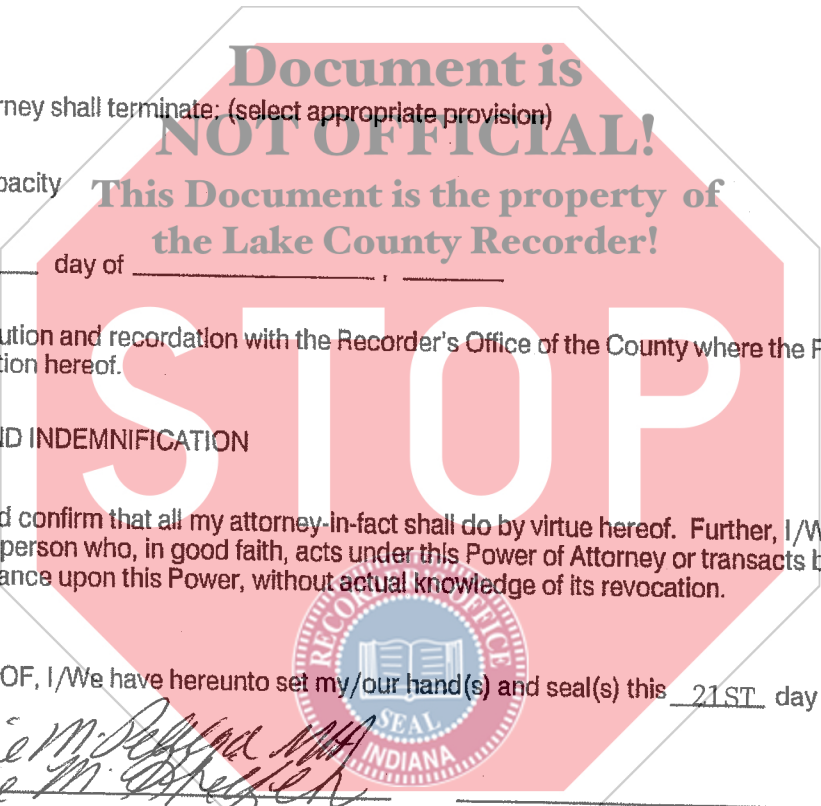 Document is
rney shall terminate: (select appropriate provision)
NOT OFFICIAL!
pacity
This Document is the property of
the Lake County Recorder!
day of ,
ution and recordation with the Recorder's Office of the County where the P
tion hereof.
STOP
ND INDEMNIFICATION
d confirm that all my attorney-in-fact shall do by virtue hereof. Further, I/W
person who, in good faith, acts under this Power of Attorney or transacts b
ance upon this Power, without actual knowledge of its revocation.
RECORDER'S OFFICE
OF, I/We have hereunto set my/our hand(s) and seal(s) this 21ST day
SEAL
INDIANA